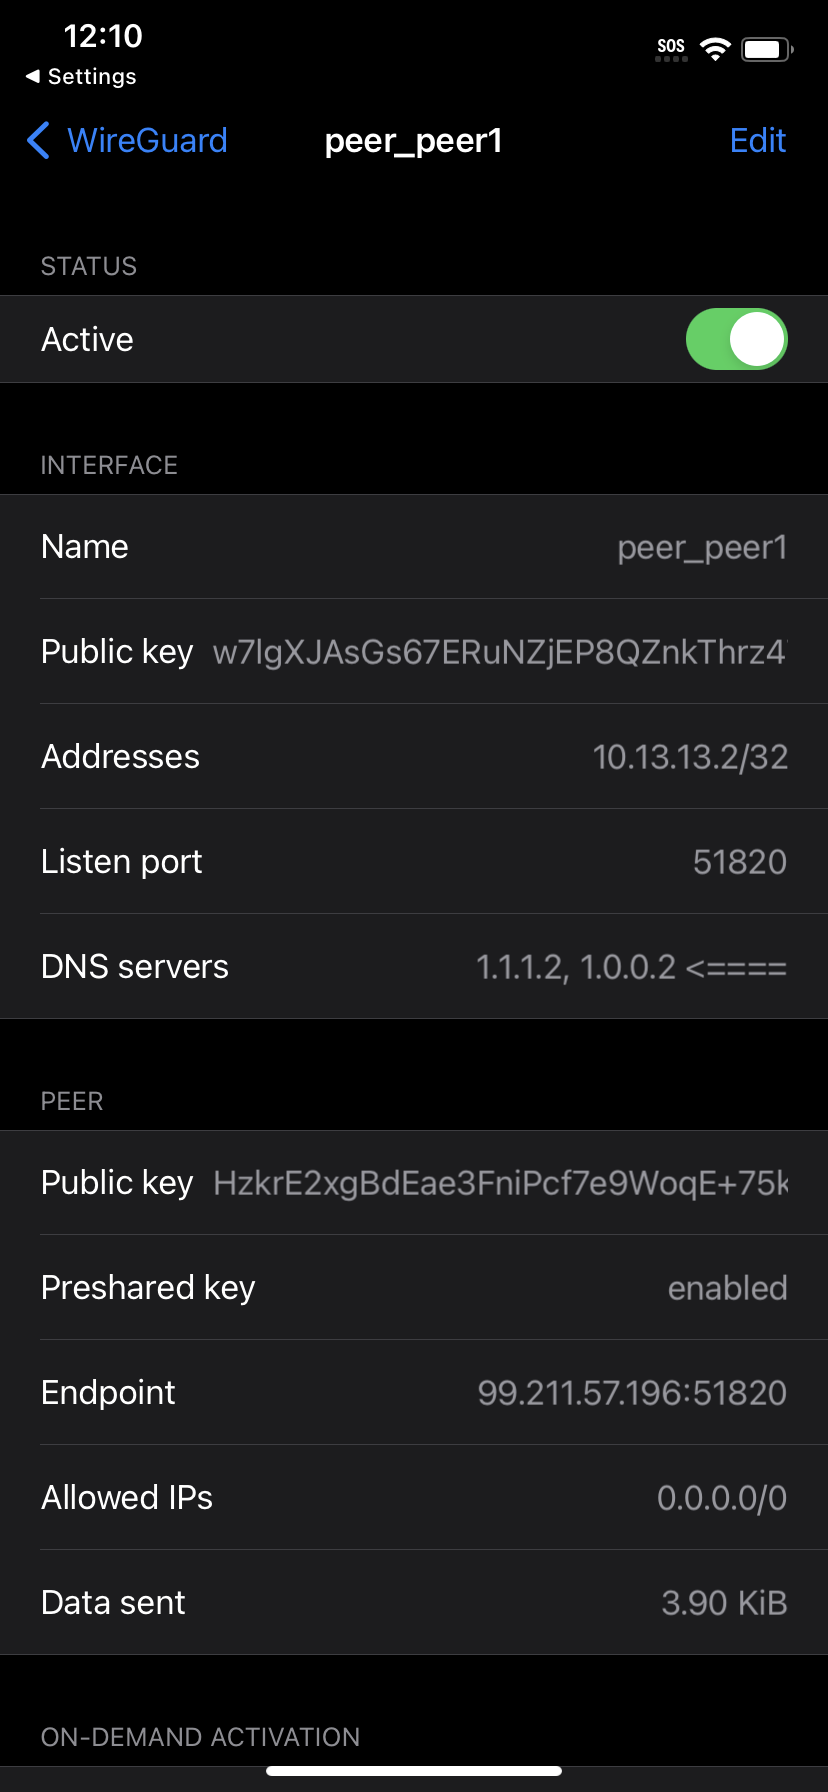 12:10
SOS
Settings
WireGuard peer_peer1 Edit
STATUS
Active
INTERFACE
Name peer_peer1
Public key w7lgXJAsGs67ERuNZjEP8QZnkThrz4
Addresses 10.13.13.2/32
Listen port 51820
DNS servers 1.1.1.2, 1.0.0.2 <====
PEER
Public key HzkrE2xgBdEae3FniPcf7e9WoqE+75k
Preshared key enabled
Endpoint 99.211.57.196:51820
Allowed IPs 0.0.0.0/0
Data sent 3.90 KiB
ON-DEMAND ACTIVATION